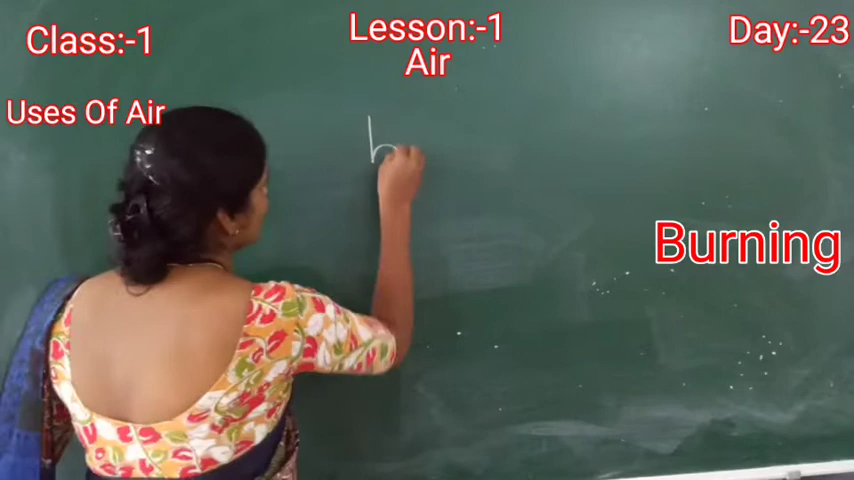 Class:-1
Lesson:-1
Air
Day:-23
Uses Of Air
Burning